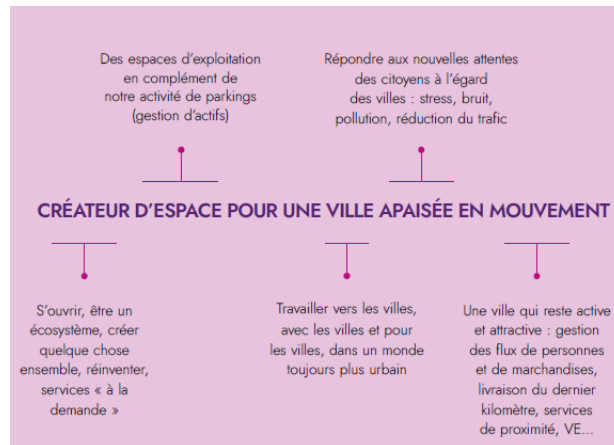 Des espaces d'exploitation
en complément de
notre activité de parkings
(gestion d'actifs)
Répondre aux nouvelles attentes
des citoyens à l'égard
des villes : stress, bruit,
pollution, réduction du trafic
CRÉATEUR D'ESPACE POUR UNE VILLE APAISÉE EN MOUVEMENT
S'ouvrir, être un
écosystème, créer
quelque chose
ensemble, réinventer,
services « à la
demande »
Travailler vers les villes,
avec les villes et pour
les villes, dans un monde
toujours plus urbain
Une ville qui reste active
et attractive : gestion
des flux de personnes
et de marchandises,
livraison du dernier
kilomètre, services
de proximité, VE...